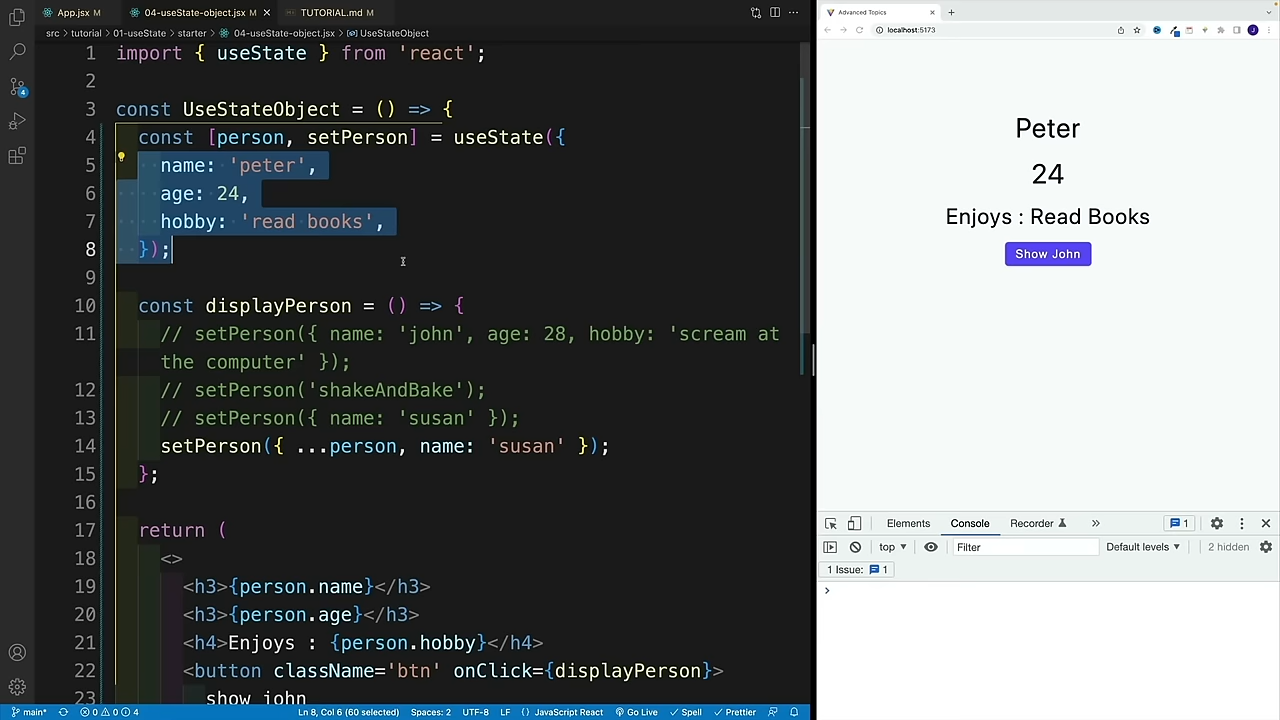 App.jsx M
04-useState-object.jsx M
TUTORIAL.md M
src > tutorial > 0 04-useState-object.jsx > UseStateObject
1 import { useState } from 'react';
2
3 const UseStateObject = () => {
4 const [person, setPerson] = useState({
5 name: 'peter',
6 age: 24,
7 hobby: 'read books',
8 });
9
10 const displayPerson = () => {
11 // setPerson({ name: 'john', age: 28, hobby: 'scream at
the computer' });
12 // setPerson('shakeAndBake');
13 // setPerson({ name: 'susan' });
14 setPerson({ ...person, name: 'susan' });
15 };
16
17 return (
18 <>
19 <h3>{person.name}</h3>
20 <h3>{person.age}</h3>
21 <h4>Enjoys : {person.hobby}</h4>
22 <button className='btn' onClick={displayPerson}>
23 show john
4
main* 0 0 4 Ln 8, Col 6 (60 selected) Spaces: 2 UTF-8 LF {} JavaScript React Go Live Spell Prettier
Advanced Topics
localhost:5173
J
Peter
24
Enjoys : Read Books
Show John
Elements Console Recorder 1
top Filter Default levels 2 hidden
1 Issue: 1